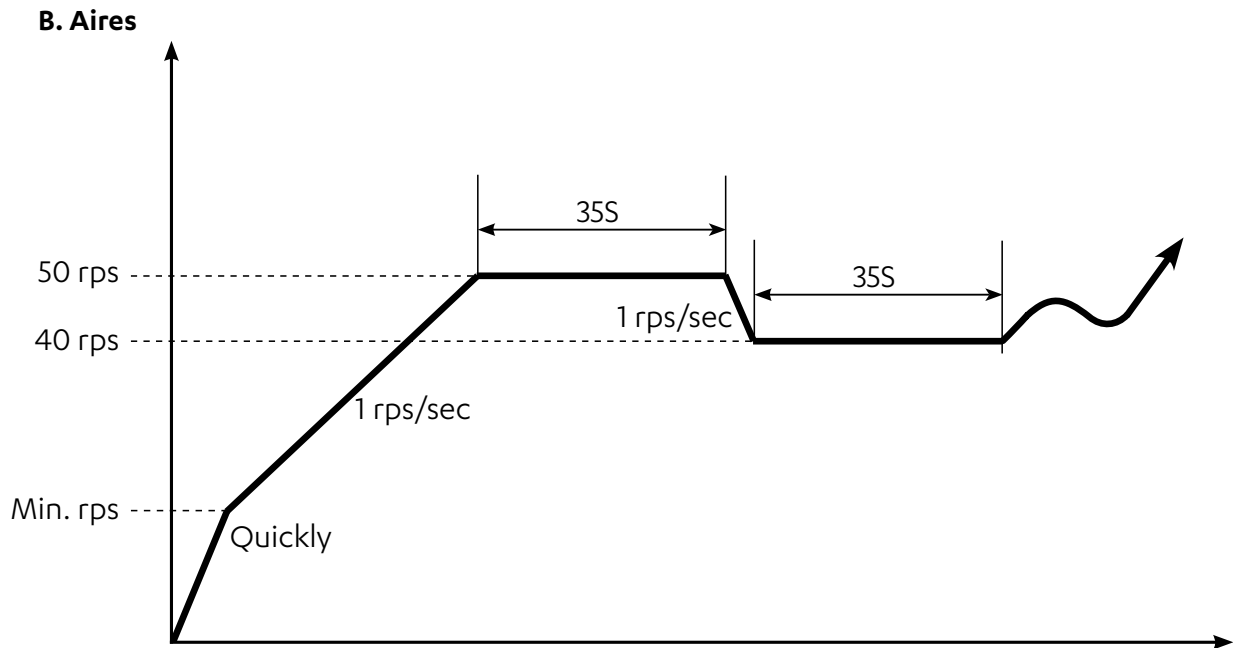 B. Aires
35S
50 rps
35S
1 rps/sec
40 rps
1 rps/sec
Min. rps
Quickly